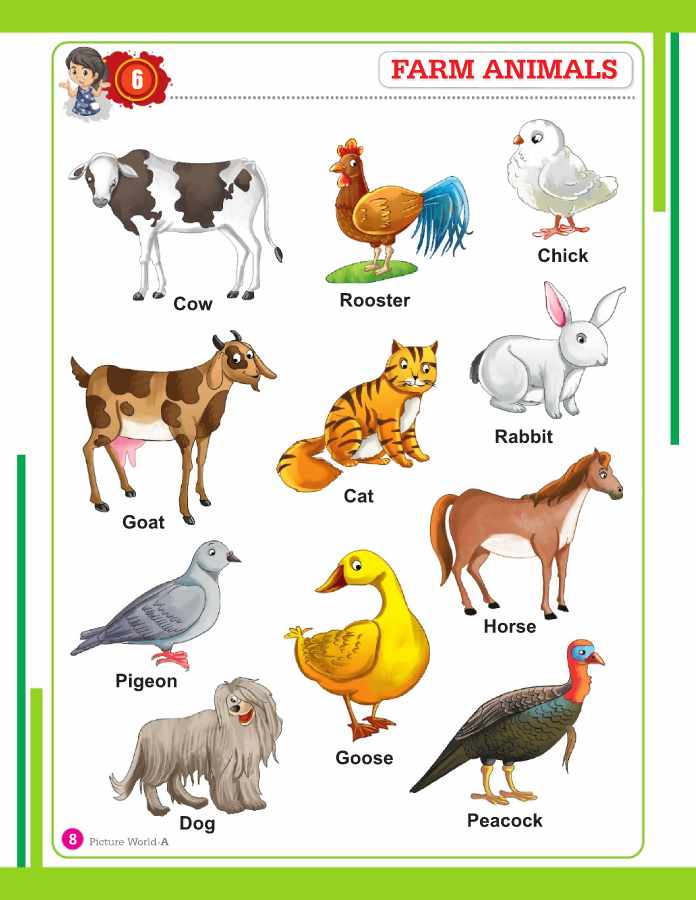 6
FARM ANIMALS
Cow
Rooster
Chick
Goat
Cat
Rabbit
Pigeon
Goose
Horse
Dog
Peacock
8 Picture World-A